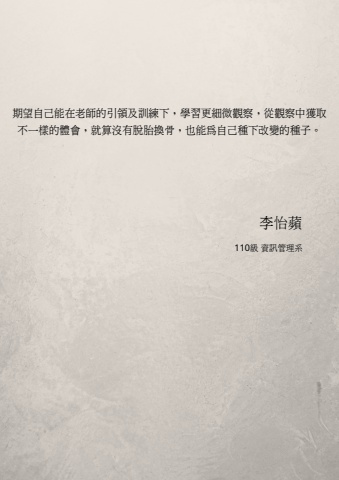 期望自己能在老師的引領及訓練下，學習更細微觀察，從觀察中獲取
不一樣的體會，就算沒有脫胎換骨，也能為自己種下改變的種子。
李怡蘋
110級 資訊管理系